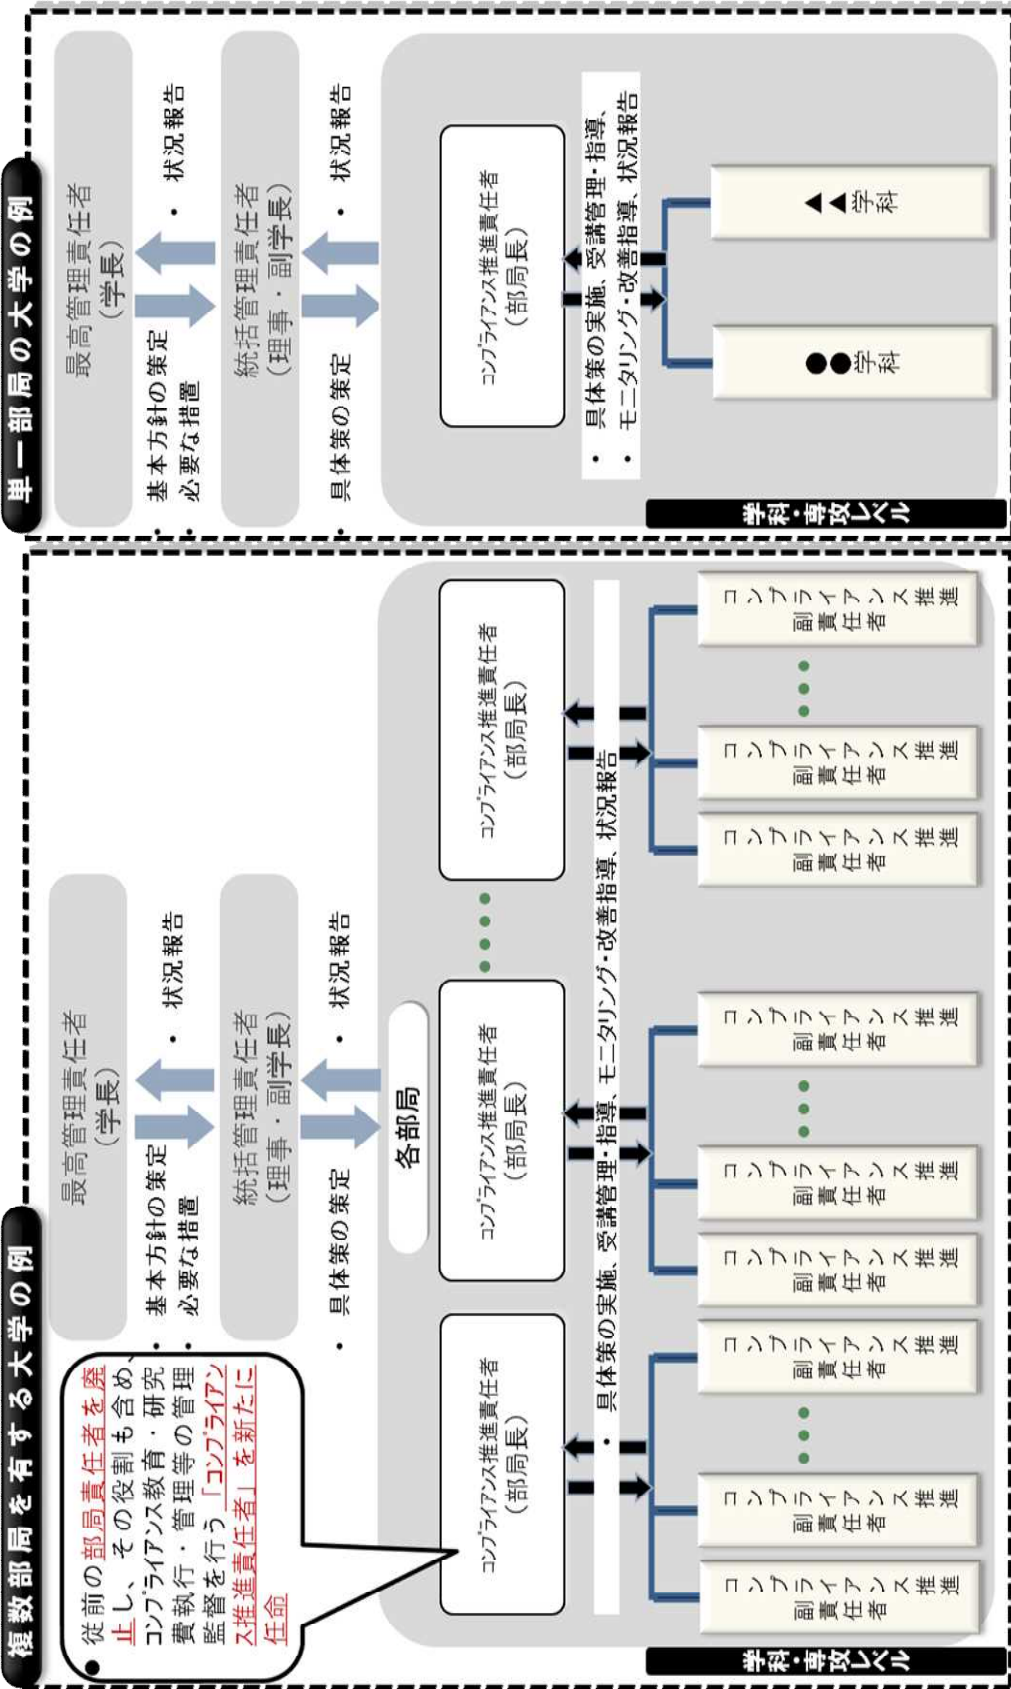 複数部局を有する大学の例
● 従前の部局責任者を廃
止し、その役割も含め、
コンプライアンス教育・研究
費執行・管理等の管理
監督を行う「コンプライアン
ス推進責任者」を新たに
任命
最高管理責任者
（学長）
・ 基本方針の策定
・ 必要な措置
・ 状況報告
統括管理責任者
（理事・副学長）
・ 具体策の策定
・ 状況報告
各部局
コンプライアンス推進責任者
（部局長）
コンプライアンス推進責任者
（部局長）
・・・・
コンプライアンス推進責任者
（部局長）
・ 具体策の実施、受講管理・指導、モニタリング・改善指導、状況報告
コンプライアンス推進
副責任者
コンプライアンス推進
副責任者
・・・
コンプライアンス推進
副責任者
コンプライアンス推進
副責任者
コンプライアンス推進
副責任者
・・・
コンプライアンス推進
副責任者
コンプライアンス推進
副責任者
コンプライアンス推進
副責任者
・・・
コンプライアンス推進
副責任者
学科・専攻レベル
単一部局の大学の例
最高管理責任者
（学長）
・ 基本方針の策定
・ 必要な措置
・ 状況報告
統括管理責任者
（理事・副学長）
・ 具体策の策定
・ 状況報告
コンプライアンス推進責任者
（部局長）
・ 具体策の実施、受講管理・指導、
・ モニタリング・改善指導、状況報告
●●学科
▲▲学科
学科・専攻レベル